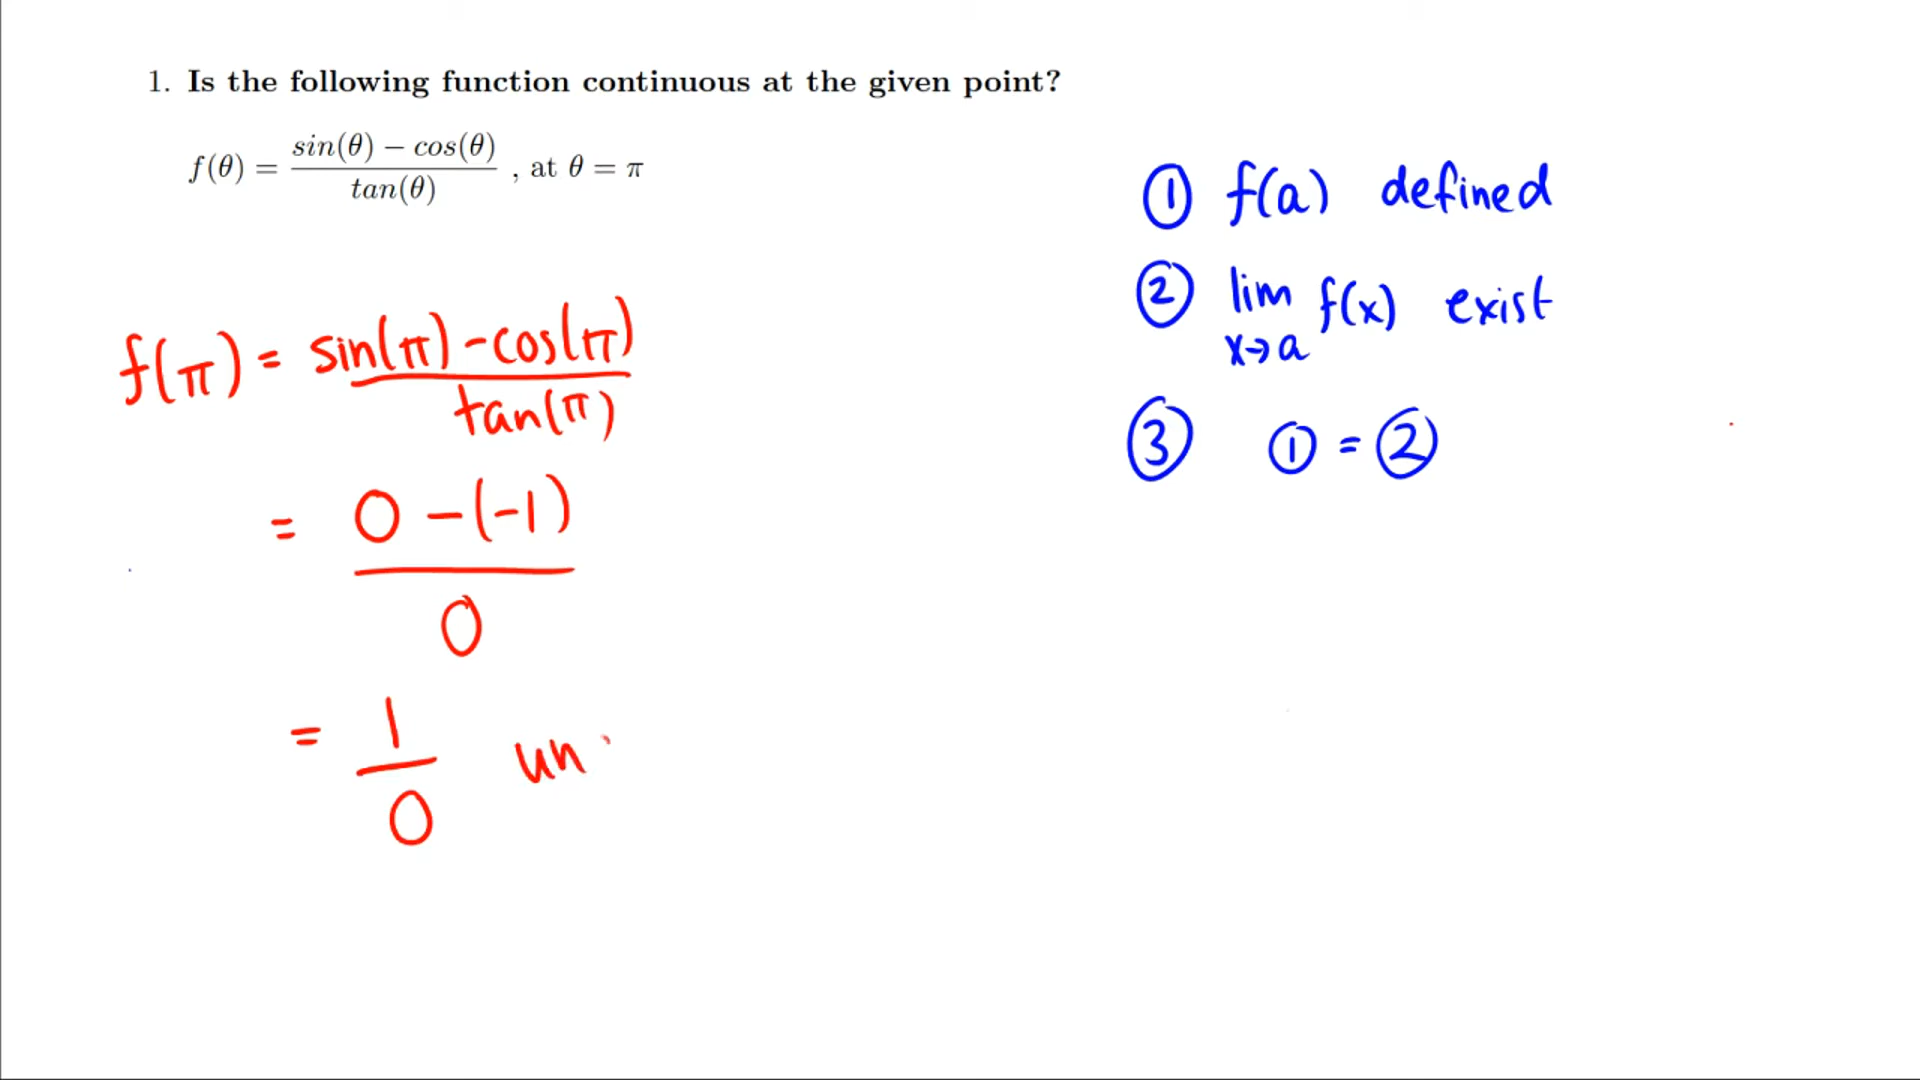 1. Is the following function continuous at the given point?
f(θ) = sin(θ) − cos(θ) / tan(θ) , at θ = π
f(π) = sin(π) - cos(π) / tan(π)
= 0 - (-1) / 0
= 1 / 0 un
① f(a) defined
② lim x→a f(x) exist
③ ① = ②